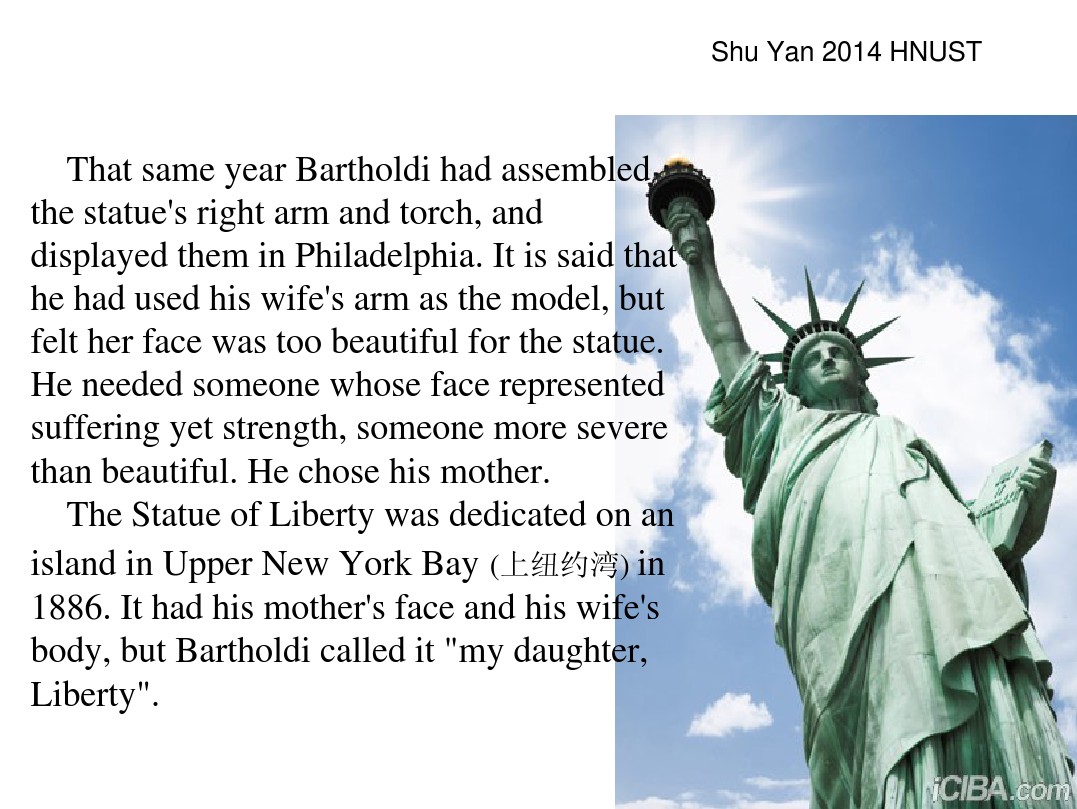 Shu Yan 2014 HNUST
That same year Bartholdi had assembled
the statue's right arm and torch, and
displayed them in Philadelphia. It is said that
he had used his wife's arm as the model, but
felt her face was too beautiful for the statue.
He needed someone whose face represented
suffering yet strength, someone more severe
than beautiful. He chose his mother.
The Statue of Liberty was dedicated on an
island in Upper New York Bay (上纽约湾) in
1886. It had his mother's face and his wife's
body, but Bartholdi called it "my daughter,
Liberty".
iCIBA.com